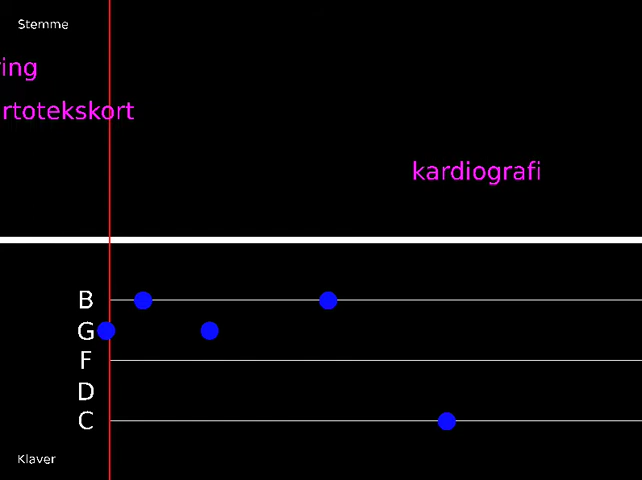 Stemme
ing
rtotekskort
kardiografi
B
G
F
D
C
Klaver